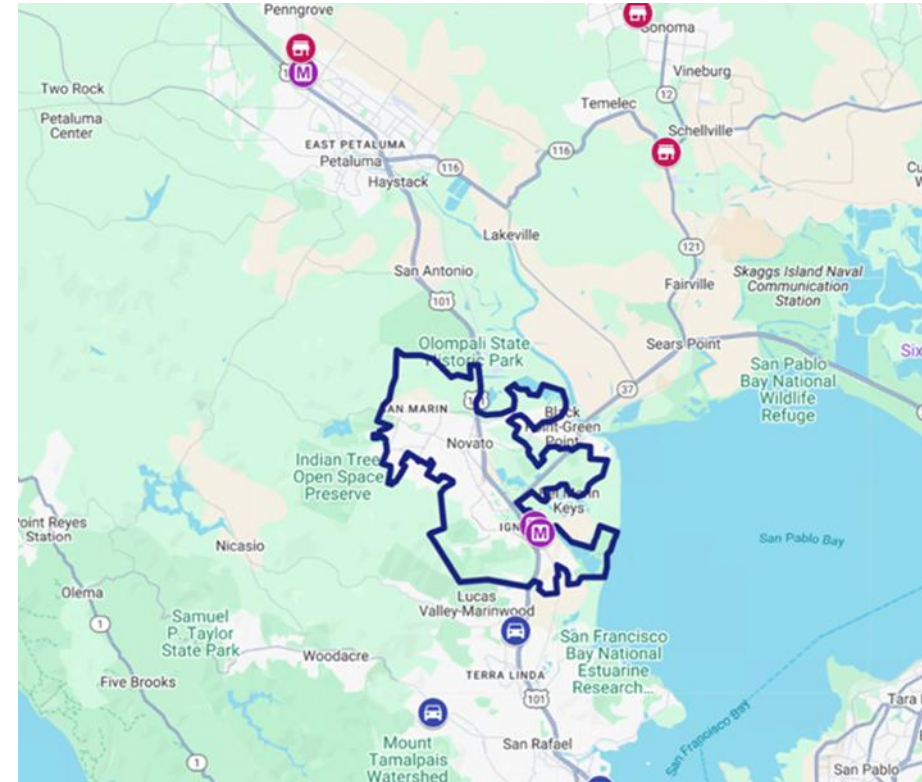 Penngrove
Sonoma
Vineburg
M
Two Rock
12
Temelec
Petaluma
Center
Schellville
EAST PETALUMA
116
Petaluma
116
Haystack
Lakeville
121
San Antonio
Skaggs Island Naval
Communication
Station
Fairville
101
Olompali State
Historic Park
Sears Point
Six
San Pablo
Bay National
Wildlife
Refuge
37
SAN MARIN
Black
Point-Green
Point
Novato
Indian Tree
Open Space
Preserve
Keys
M
Point Reyes
Station
San Pablo Bay
Nicasio
Olema
Lucas
Valley-Marinwood
Samuel
P. Taylor
State Park
1
San Francisco
Bay National
Estuarine
Research...
Woodacre
TERRA LINDA
Five Brooks
101
Tara
San Francisco Bay
Mount
Tamalpais
Watershed
San Rafael
1
San Pablo